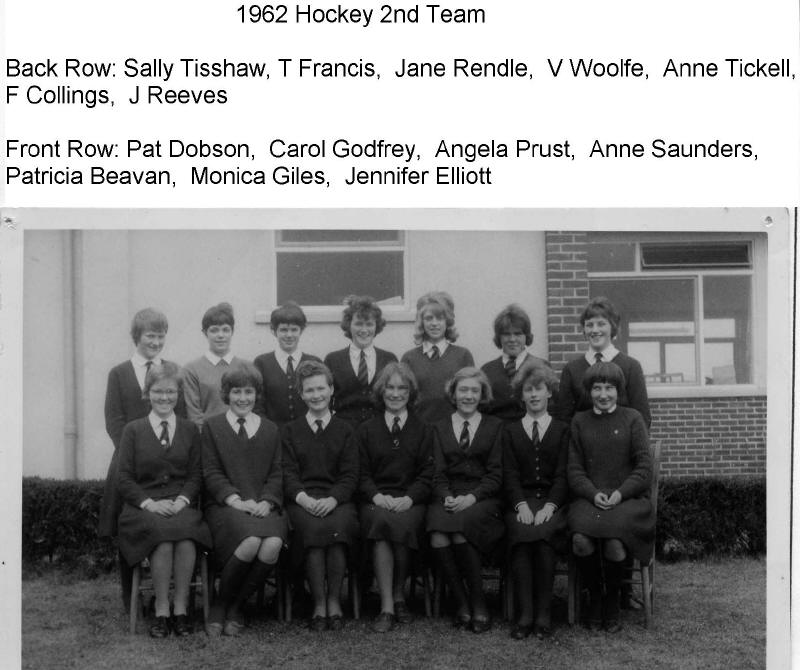 1962 Hockey 2nd Team
Back Row: Sally Tisshaw, T Francis, Jane Rendle, V Woolfe, Anne Tickell,
F Collings, J Reeves
Front Row: Pat Dobson, Carol Godfrey, Angela Prust, Anne Saunders,
Patricia Beavan, Monica Giles, Jennifer Elliott